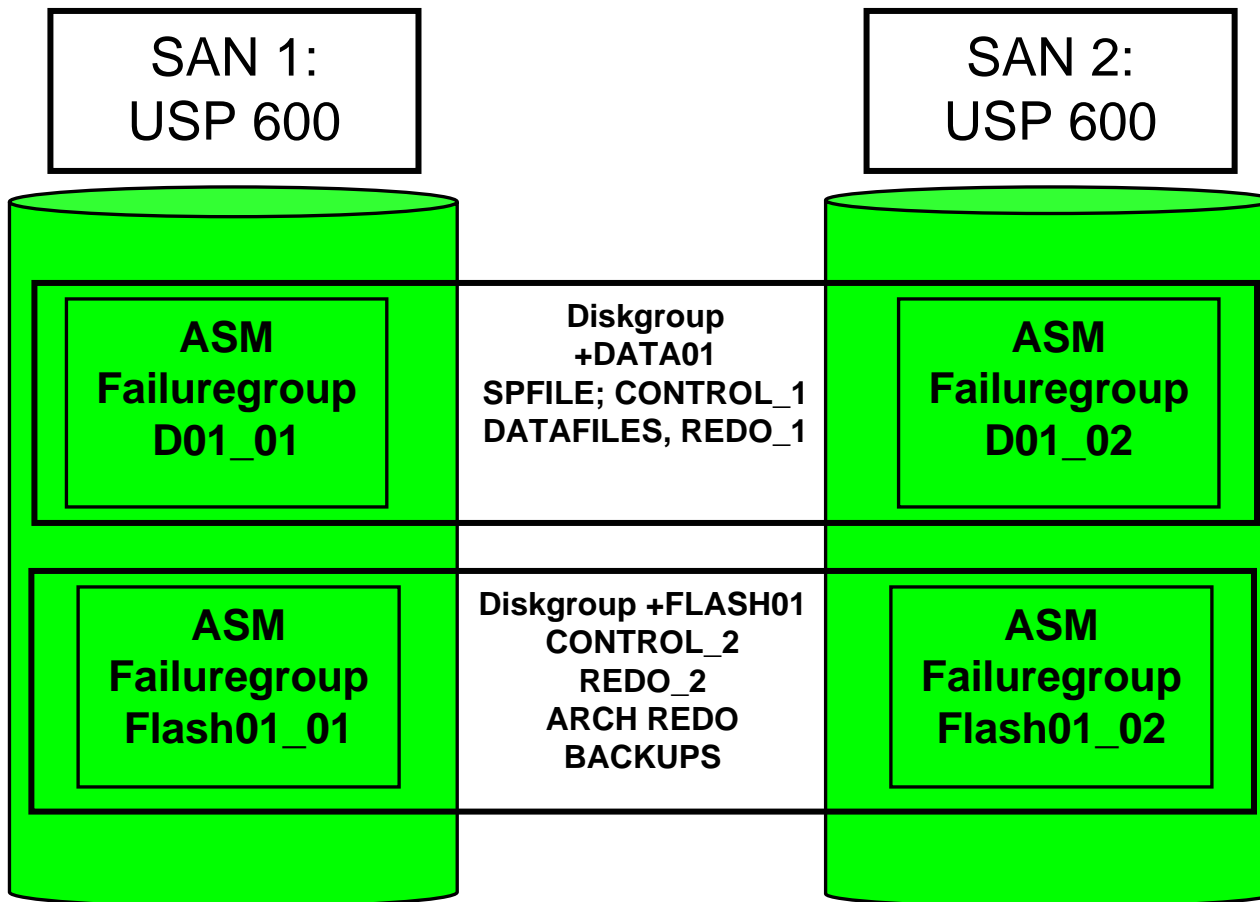 SAN 1:
USP 600
SAN 2:
USP 600
ASM
Failuregroup
D01_01
Diskgroup
+DATA01
SPFILE; CONTROL_1
DATAFILES, REDO_1
ASM
Failuregroup
D01_02
ASM
Failuregroup
Flash01_01
Diskgroup +FLASH01
CONTROL_2
REDO_2
ARCH REDO
BACKUPS
ASM
Failuregroup
Flash01_02